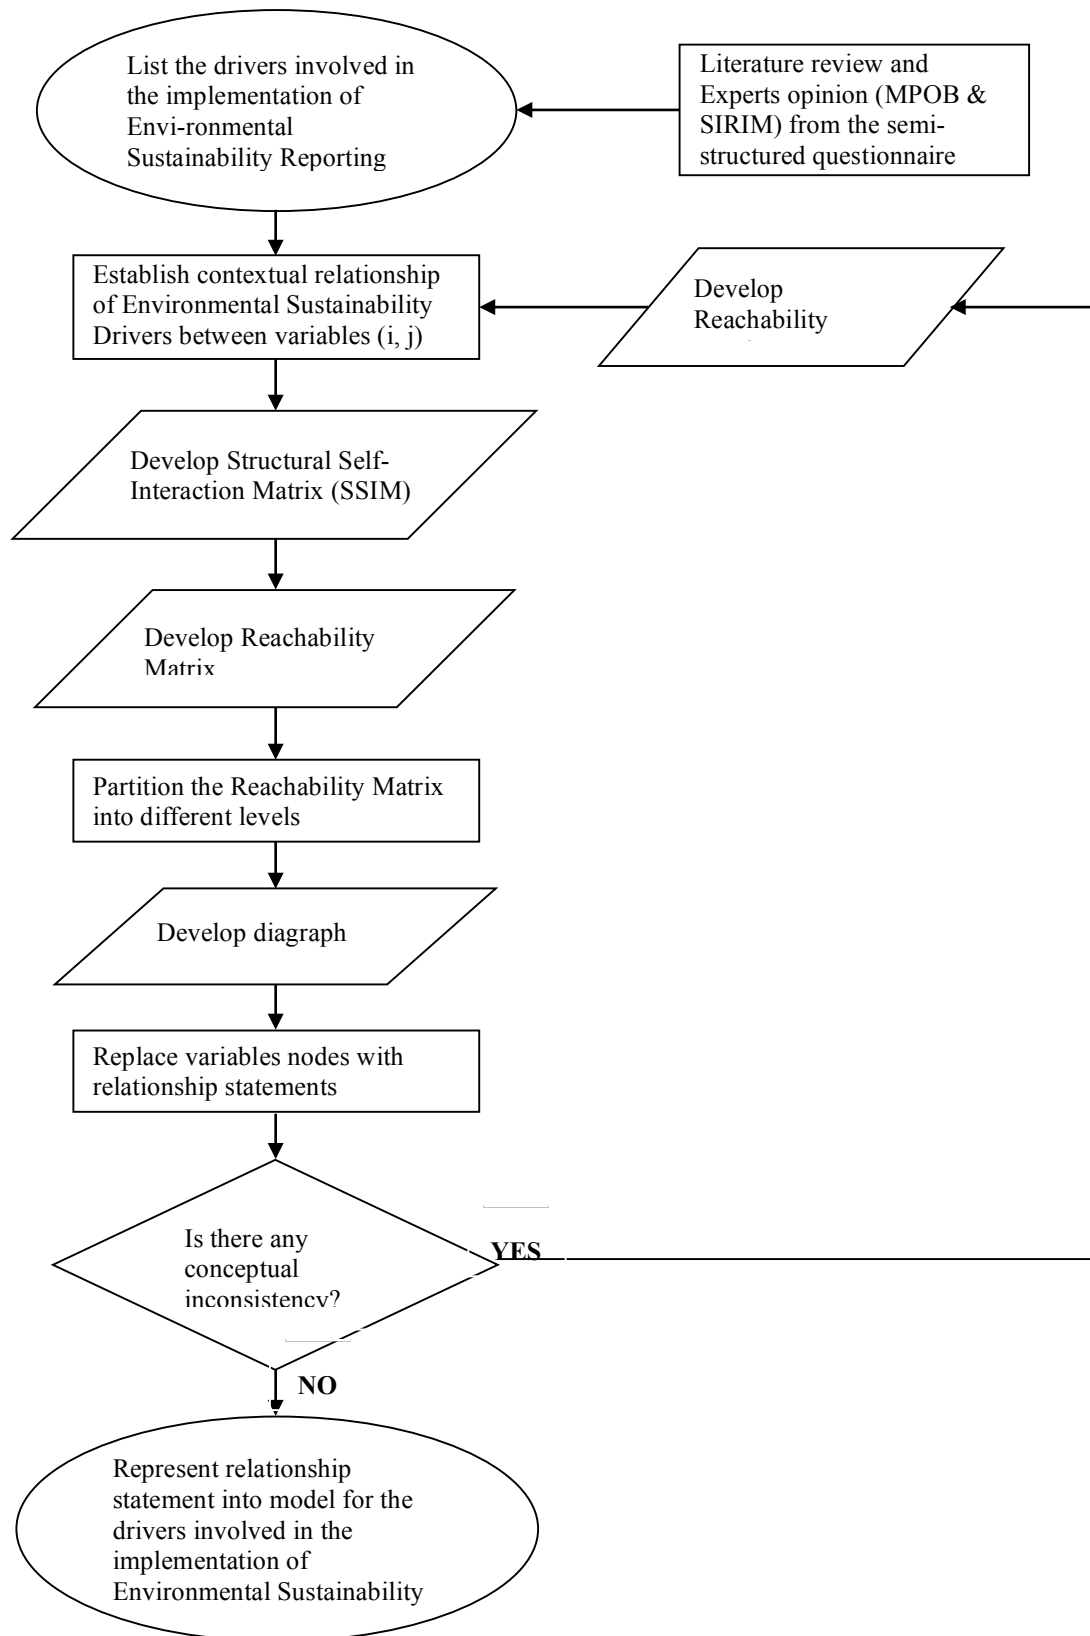 List the drivers involved in
the implementation of
Envi-ronmental
Sustainability Reporting
Literature review and
Experts opinion (MPOB &
SIRIM) from the semi-
structured questionnaire
Establish contextual relationship
of Environmental Sustainability
Drivers between variables (i, j)
Develop
Reachability
Develop Structural Self-
Interaction Matrix (SSIM)
Develop Reachability
Matrix
Partition the Reachability Matrix
into different levels
Develop diagraph
Replace variables nodes with
relationship statements
Is there any
conceptual
inconsistency?
YES
NO
Represent relationship
statement into model for the
drivers involved in the
implementation of
Environmental Sustainability